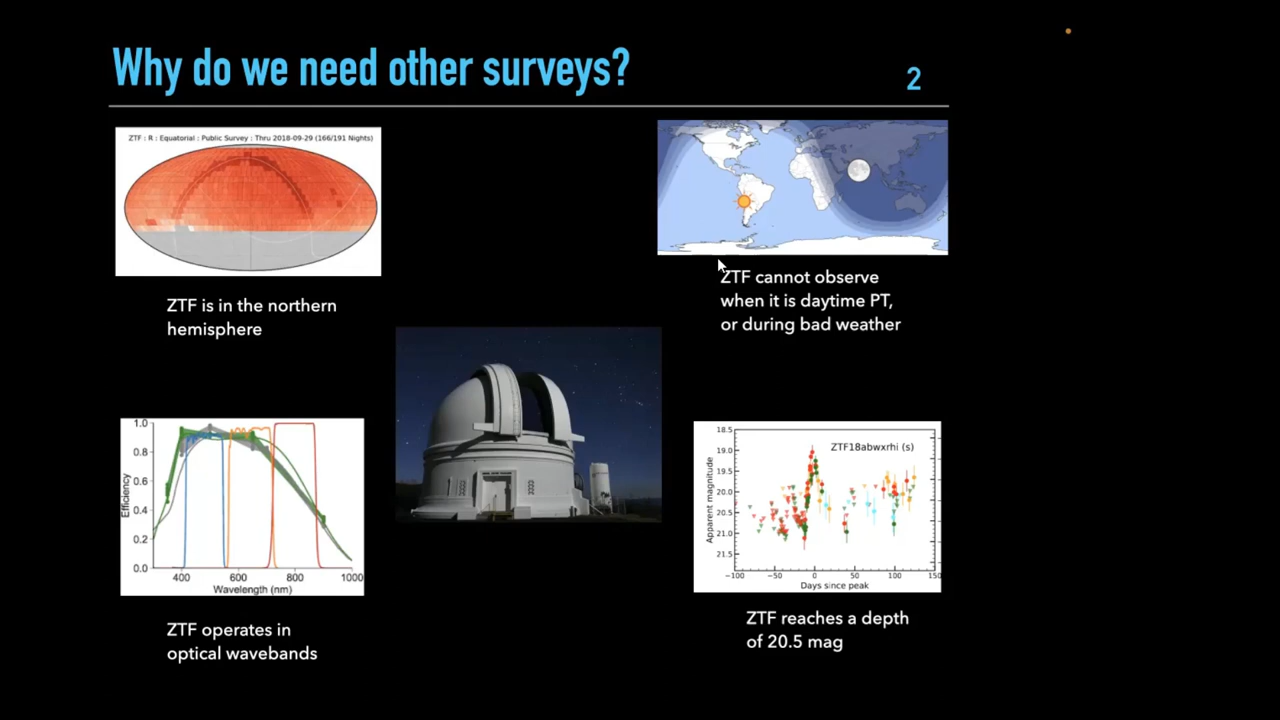 Why do we need other surveys?
2
ZTF : R : Equatorial : Public Survey : Thru 2018-09-29 (166/191 Nights)
ZTF is in the northern
hemisphere
ZTF cannot observe
when it is daytime PT,
or during bad weather
1.0
0.8
0.6
0.4
0.2
0.0
Efficiency
400
600
800
1000
Wavelength (nm)
ZTF operates in
optical wavebands
ZTF18abwxrhi (s)
18.5
19.0
19.5
20.0
20.5
21.0
21.5
Apparent magnitude
−100
−50
0
50
100
150
Days since peak
ZTF reaches a depth
of 20.5 mag